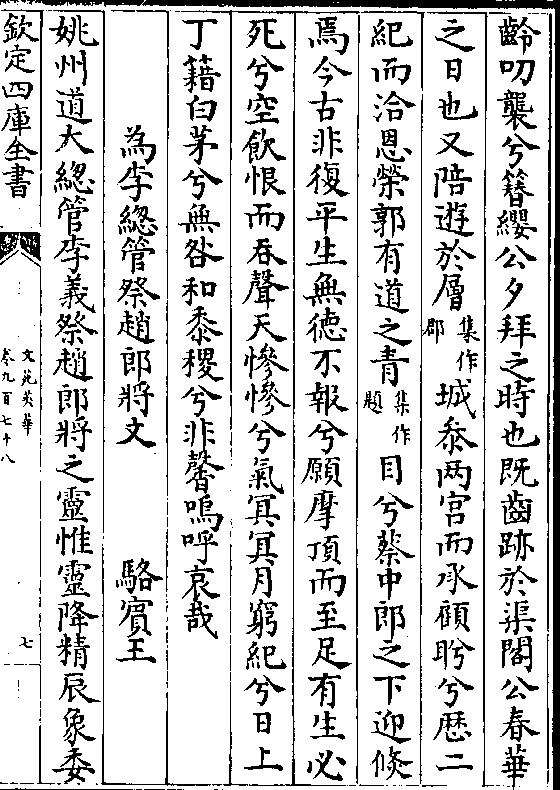 齡叨襲兮簪纓公夕拜之時也既齒跡於渠閣公春華
之日也又陪遊於層集作郡城忝两宫而承顧盻兮歴二
紀而洽恩榮郭有道之青集作題目兮蔡中郎之下迎倐
焉今古非復平生無徳不報兮願摩頂而至足有生必
死兮空飲恨而吞聲天慘慘兮氣冥冥月窮紀兮日上
丁藉白茅兮無咎和黍稷兮非馨嗚呼哀哉
為李緫管祭趙郎將文 駱賓王
姚州道大緫管李義祭趙郎將之靈惟靈降精辰象委
欽定四庫全書
文苑英華
卷九百七十八
七